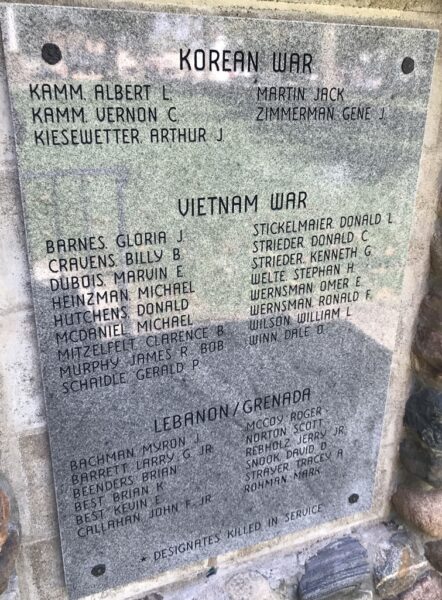 KOREAN WAR
KAMM, ALBERT L.
KAMM, VERNON C.
KIESEWETTER, ARTHUR J.
MARTIN, JACK
ZIMMERMAN, GENE J.
VIETNAM WAR
BARNES, GLORIA J.
CRAVENS, BILLY B.
DUBOIS, MARVIN E.
HEINZMAN, MICHAEL
HUTCHENS, DONALD
MCDANIEL, MICHAEL
MITZELFELT, CLARENCE B.
MURPHY, JAMES R. BOB
SCHAIDLE, GERALD P.
STICKELMAIER, DONALD L.
STRIEDER, DONALD C.
STRIEDER, KENNETH G.
WELTE, STEPHAN H.
WERNSMAN, OMER E.
WERNSMAN, RONALD F.
WILSON, WILLIAM L.
WINN, DALE O.
LEBANON/GRENADA
BACHMAN, MYRON J.
BARRETT, LARRY G. JR.
BEENDERS, BRIAN
BEST, BRIAN K.
BEST, KEVIN E.
CALLAHAN, JOHN F. JR.
MCCOY, ROGER
NORTON, SCOTT
REBHOLZ, JERRY, JR.
SNOOK, DAVID D.
STRAYER, TRACEY A.
ROHMAN, MARK
* DESIGNATES KILLED IN SERVICE